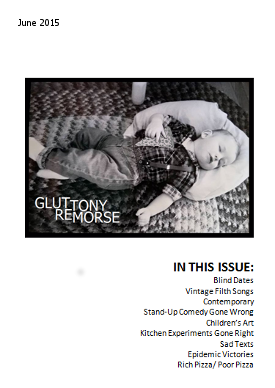 June 2015
GLUTTONY
REMORSE
IN THIS ISSUE:
Blind Dates
Vintage Filth Songs
Contemporary
Stand-Up Comedy Gone Wrong
Children's Art
Kitchen Experiments Gone Right
Sad Texts
Epidemic Victories
Rich Pizza/ Poor Pizza